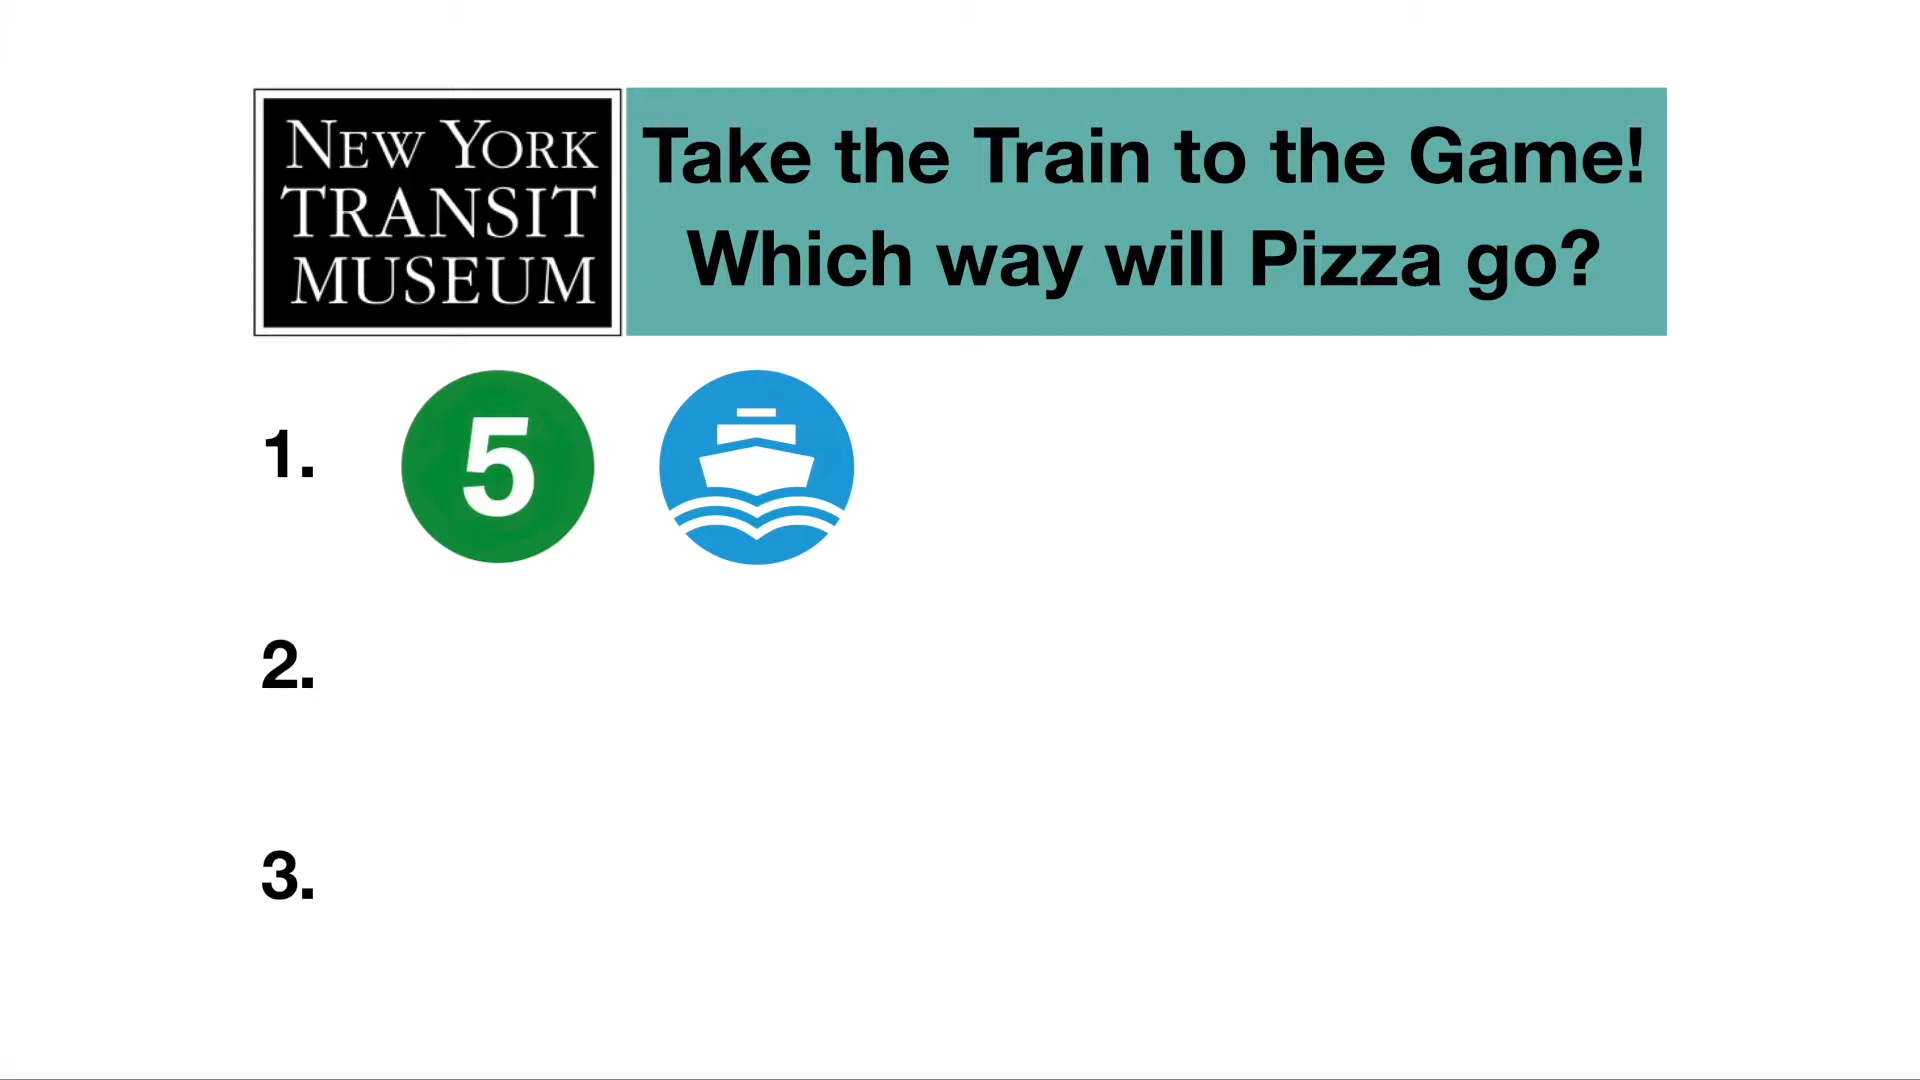 NEW YORK
TRANSIT
MUSEUM
Take the Train to the Game!
Which way will Pizza go?
1.
5
2.
3.